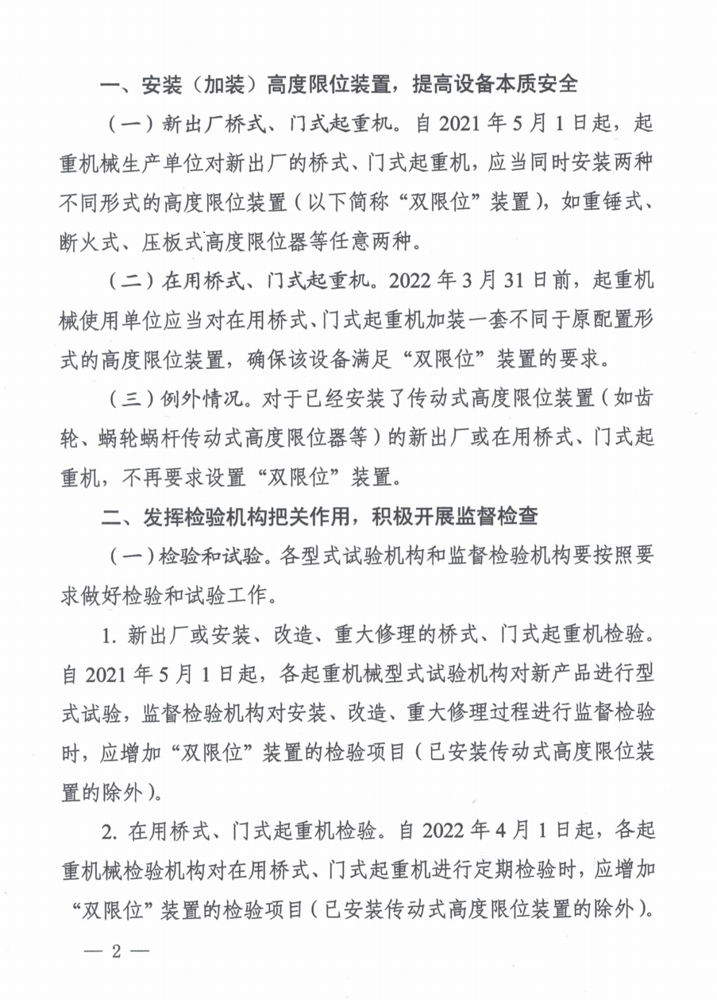 一、安装（加装）高度限位装置，提高设备本质安全
（一）新出厂桥式、门式起重机。自 2021 年 5 月 1 日起，起
重机械生产单位对新出厂的桥式、门式起重机，应当同时安装两种
不同形式的高度限位装置（以下简称“双限位”装置），如重锤式、
断火式、压板式高度限位器等任意两种。
（二）在用桥式、门式起重机。2022 年 3 月 31 日前，起重机
械使用单位应当对在用桥式、门式起重机加装一套不同于原配置形
式的高度限位装置，确保该设备满足“双限位”装置的要求。
（三）例外情况。对于已经安装了传动式高度限位装置（如齿
轮、蜗轮蜗杆传动式高度限位器等）的新出厂或在用桥式、门式起
重机，不再要求设置“双限位”装置。
二、发挥检验机构把关作用，积极开展监督检查
（一）检验和试验。各型式试验机构和监督检验机构要按照要
求做好检验和试验工作。
1. 新出厂或安装、改造、重大修理的桥式、门式起重机检验。
自 2021 年 5 月 1 日起，各起重机械型式试验机构对新产品进行型
式试验，监督检验机构对安装、改造、重大修理过程进行监督检验
时，应增加“双限位”装置的检验项目（已安装传动式高度限位装
置的除外）。
2. 在用桥式、门式起重机检验。自 2022 年 4 月 1 日起，各起
重机械检验机构对在用桥式、门式起重机进行定期检验时，应增加
“双限位”装置的检验项目（已安装传动式高度限位装置的除外）。
— 2 —